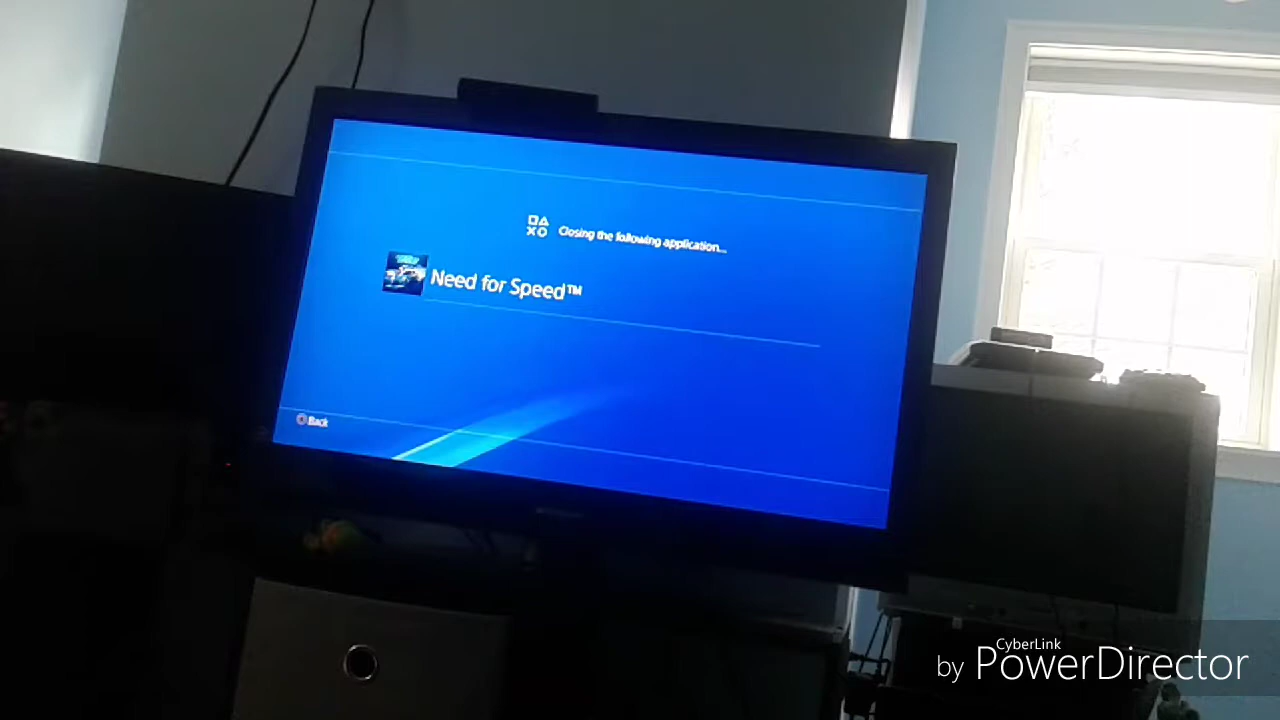 Closing the following application...
Need for Speed™
Back
CyberLink
by PowerDirector